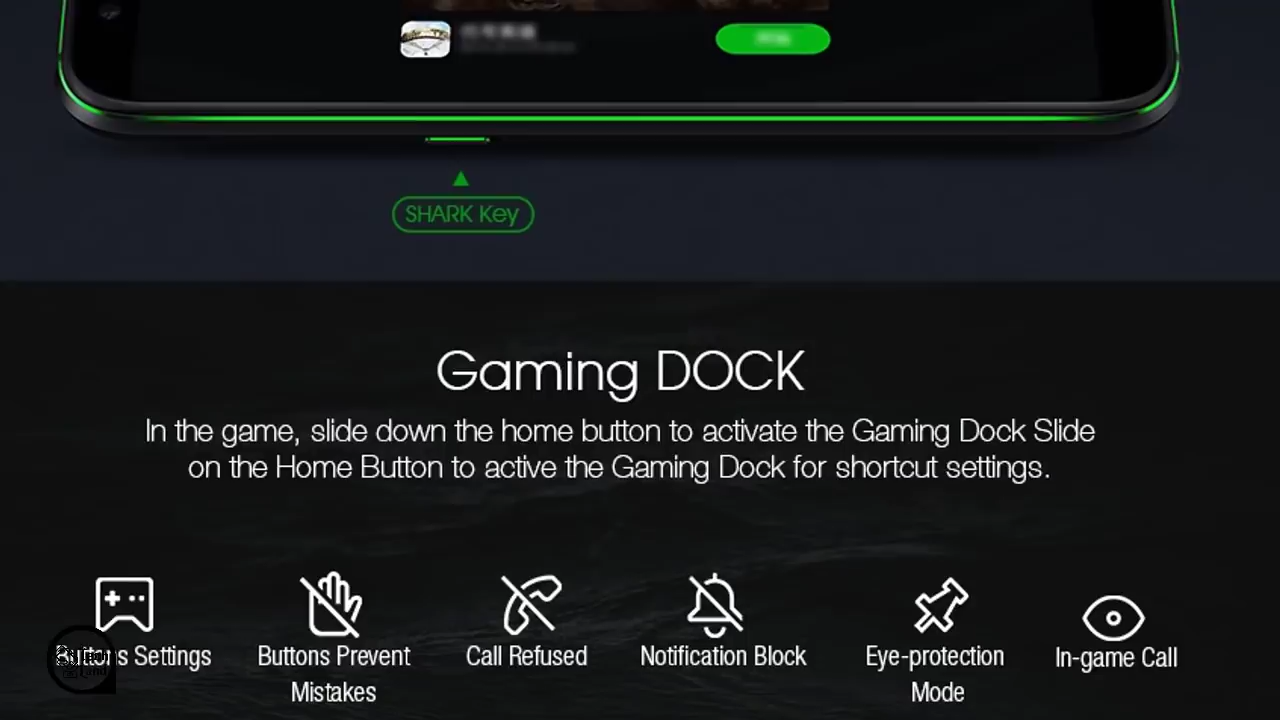 SHARK Key
Gaming DOCK
In the game, slide down the home button to activate the Gaming Dock Slide
on the Home Button to active the Gaming Dock for shortcut settings.
Buttons Settings
Buttons Prevent
Mistakes
Call Refused
Notification Block
Eye-protection
Mode
In-game Call